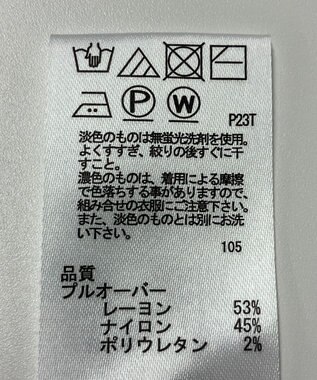 P W
P23T
淡色のものは無蛍光洗剤を使用。
よくすすぎ、絞りの後すぐに干
すこと。
濃色のものは、着用による摩擦
で色落ちする事がありますので、
組み合せの衣服にご注意下さい。
また、淡色のものとは別にお洗
い下さい。
105
品質
プルオーバー
レーヨン 53%
ナイロン 45%
ポリウレタン 2%